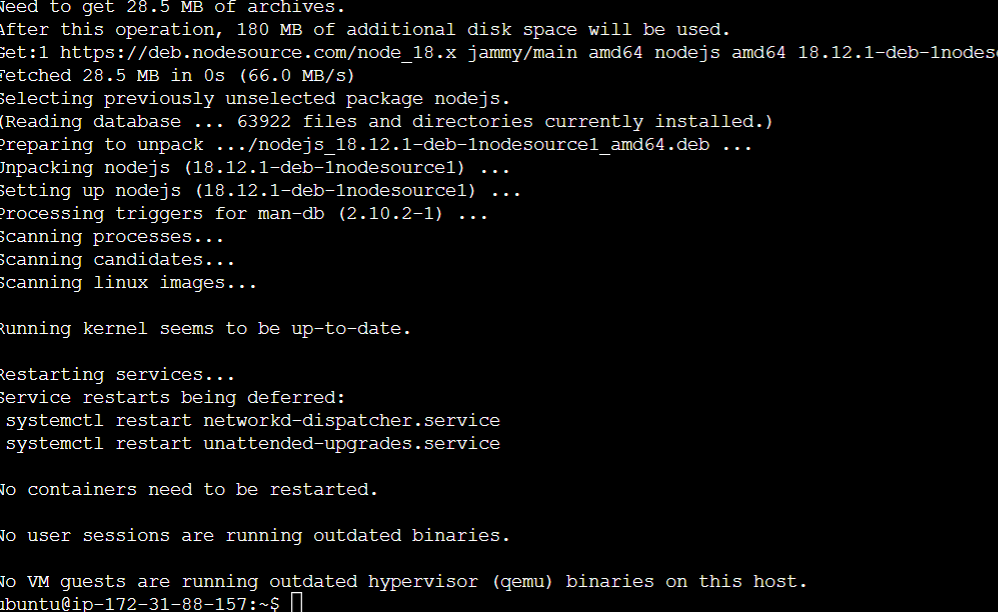 Need to get 28.5 MB of archives.
After this operation, 180 MB of additional disk space will be used.
Get:1 https://deb.nodesource.com/node_18.x jammy/main amd64 nodejs amd64 18.12.1-deb-1nodes
Fetched 28.5 MB in 0s (66.0 MB/s)
Selecting previously unselected package nodejs.
(Reading database ... 63922 files and directories currently installed.)
Preparing to unpack .../nodejs_18.12.1-deb-1nodesource1_amd64.deb ...
Unpacking nodejs (18.12.1-deb-1nodesource1) ...
Setting up nodejs (18.12.1-deb-1nodesource1) ...
Processing triggers for man-db (2.10.2-1) ...
Scanning processes...
Scanning candidates...
Scanning linux images...
Running kernel seems to be up-to-date.
Restarting services...
Service restarts being deferred:
systemctl restart networkd-dispatcher.service
systemctl restart unattended-upgrades.service
No containers need to be restarted.
No user sessions are running outdated binaries.
No VM guests are running outdated hypervisor (qemu) binaries on this host.
ubuntu@ip-172-31-88-157:~$